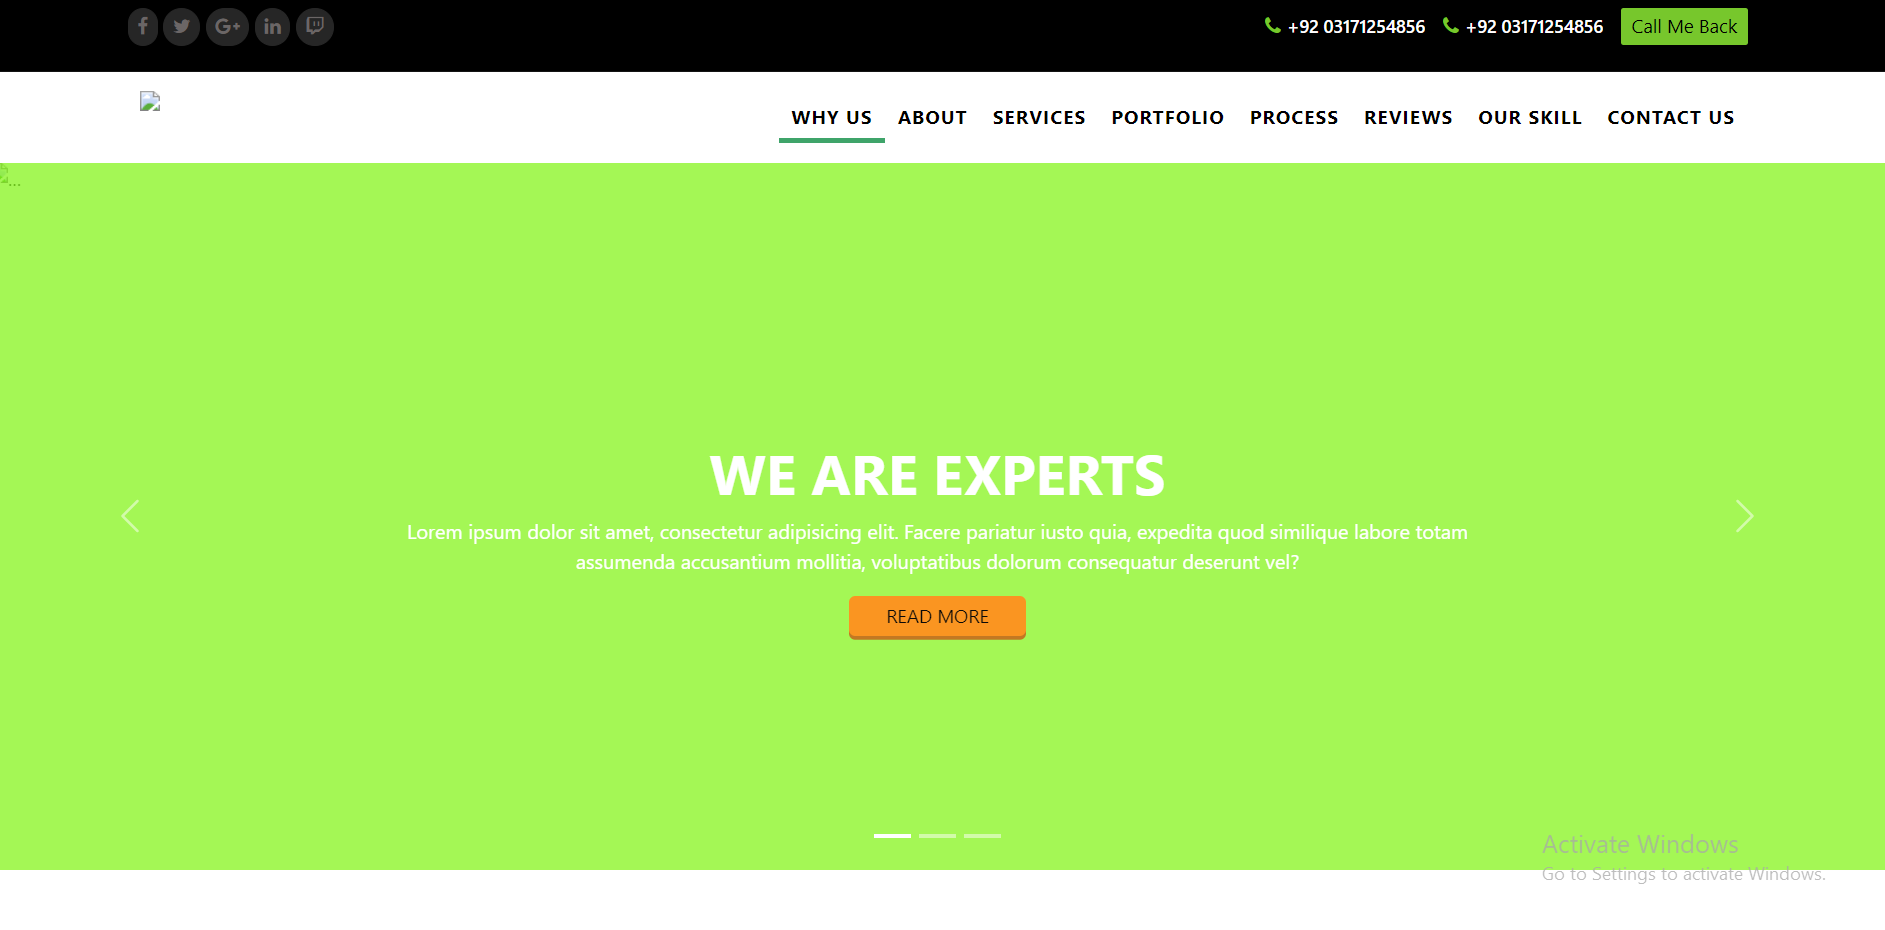 +92 03171254856 +92 03171254856 Call Me Back
WHY US ABOUT SERVICES PORTFOLIO PROCESS REVIEWS OUR SKILL CONTACT US
...
WE ARE EXPERTS
Lorem ipsum dolor sit amet, consectetur adipisicing elit. Facere pariatur iusto quia, expedita quod similique labore totam
assumenda accusantium mollitia, voluptatibus dolorum consequatur deserunt vel?
READ MORE
Activate Windows
Go to Settings to activate Windows.